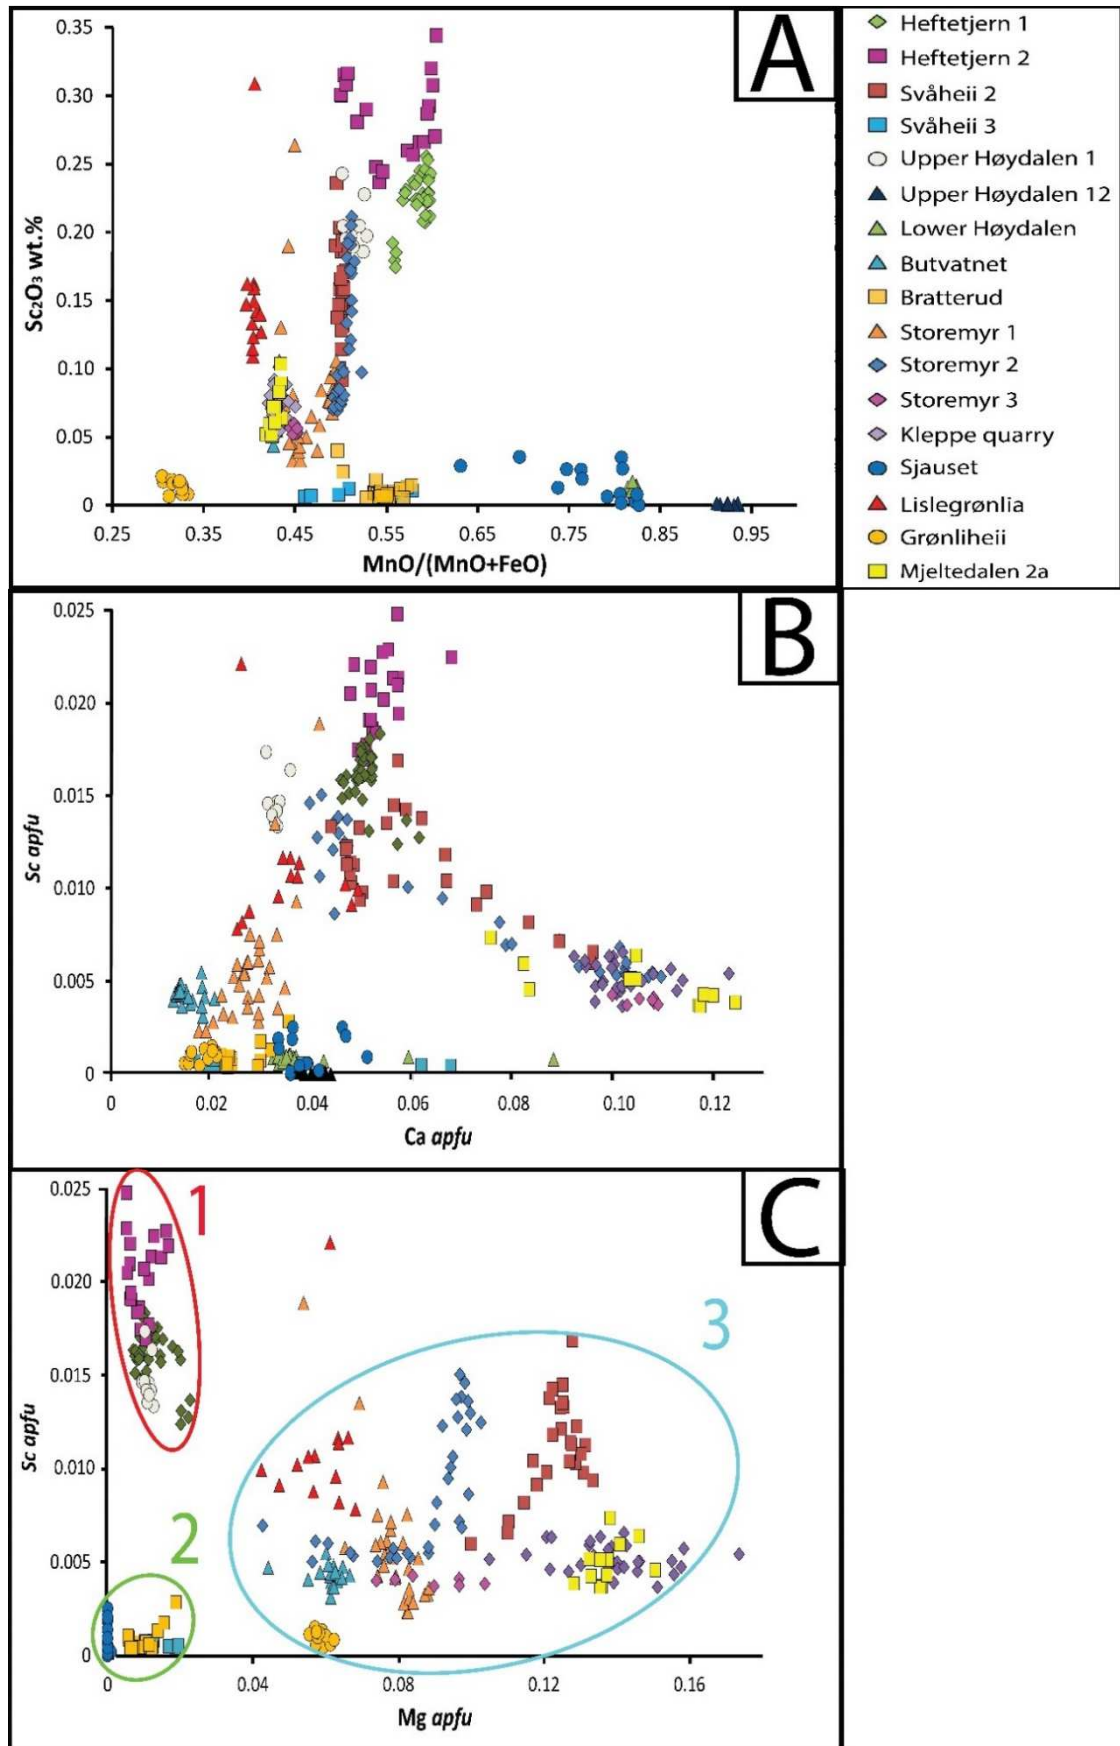 A
0.35
0.30
0.25
0.20
0.15
0.10
0.05
0
Sc₂O₃ wt.%
0.25 0.35 0.45 0.55 0.65 0.75 0.85 0.95
MnO/(MnO+FeO)
Heftetjern 1
Heftetjern 2
Svåheii 2
Svåheii 3
Upper Høydalen 1
Upper Høydalen 12
Lower Høydalen
Butvatnet
Bratterud
Storemyr 1
Storemyr 2
Storemyr 3
Kleppe quarry
Sjauset
Lislegrønlia
Grønliheii
Mjeltedalen 2a
B
0.025
0.020
0.015
0.010
0.005
0
Sc apfu
0 0.02 0.04 0.06 0.08 0.10 0.12
Ca apfu
C
0.025
0.020
0.015
0.010
0.005
0
Sc apfu
1
2
3
0 0.04 0.08 0.12 0.16
Mg apfu